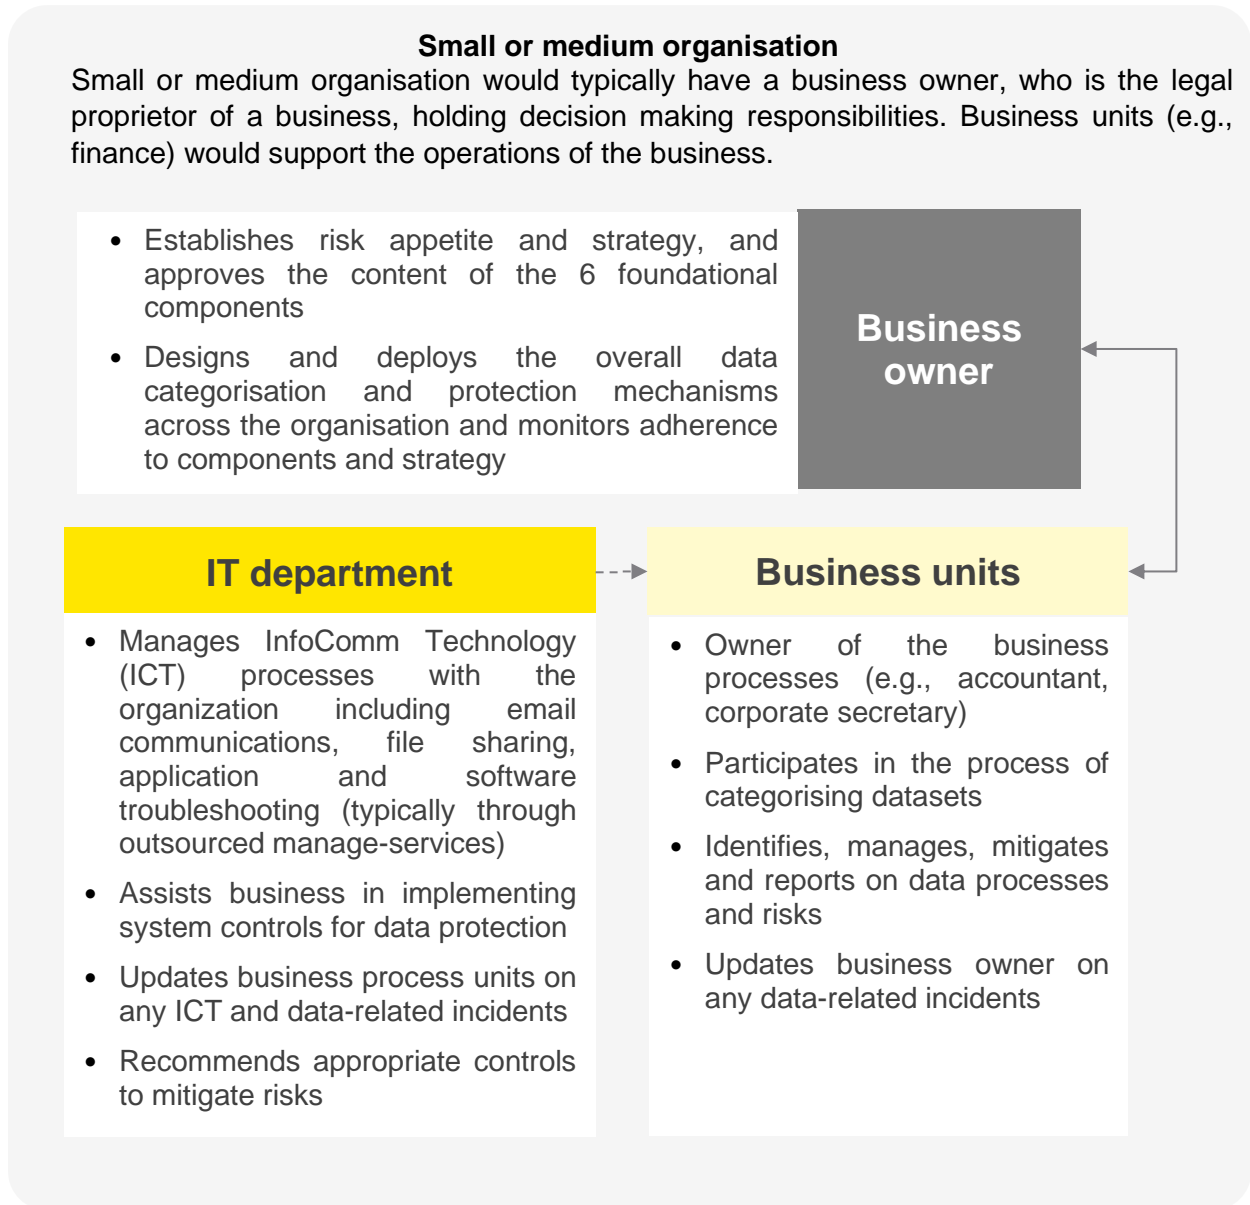 Small or medium organisation
Small or medium organisation would typically have a business owner, who is the legal
proprietor of a business, holding decision making responsibilities. Business units (e.g.,
finance) would support the operations of the business.
• Establishes risk appetite and strategy, and
approves the content of the 6 foundational
components
• Designs and deploys the overall data
categorisation and protection mechanisms
across the organisation and monitors adherence
to components and strategy
Business
owner
IT department
• Manages InfoComm Technology
(ICT) processes with the
organization including email
communications, file sharing,
application and software
troubleshooting (typically through
outsourced manage-services)
• Assists business in implementing
system controls for data protection
• Updates business process units on
any ICT and data-related incidents
• Recommends appropriate controls
to mitigate risks
Business units
• Owner of the business
processes (e.g., accountant,
corporate secretary)
• Participates in the process of
categorising datasets
• Identifies, manages, mitigates
and reports on data processes
and risks
• Updates business owner on
any data-related incidents